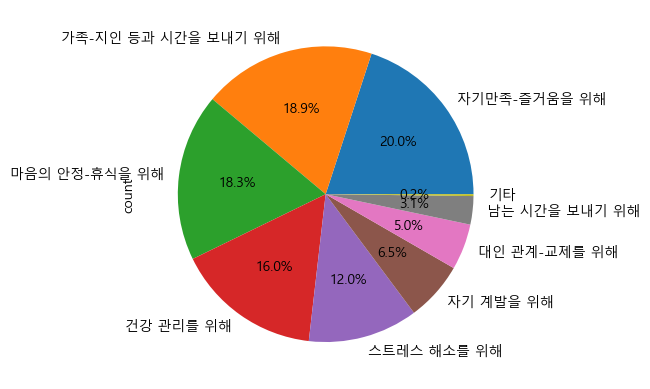 가족-지인 등과 시간을 보내기 위해
자기만족-즐거움을 위해
18.9%
20.0%
마음의 안정-휴식을 위해
18.3%
count
0.2%
기타
3.1%
남는 시간을 보내기 위해
5.0%
대인 관계-교제를 위해
6.5%
16.0%
12.0%
자기 계발을 위해
건강 관리를 위해
스트레스 해소를 위해